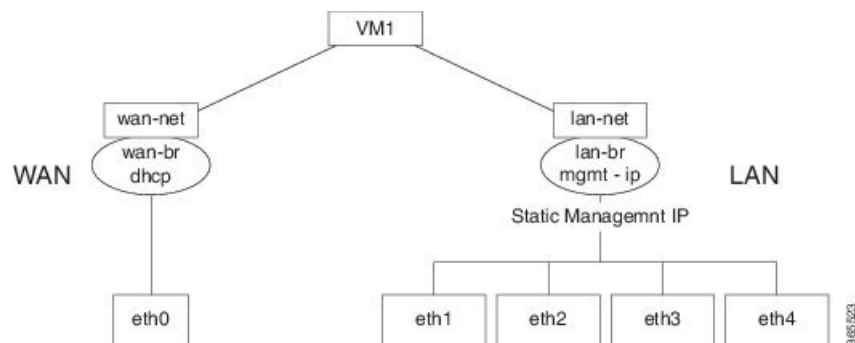 VM1
wan-net
lan-net
wan-br
dhcp
lan-br
mgmt - ip
WAN
LAN
Static Managemnt IP
eth0
eth1
eth2
eth3
eth4
365523